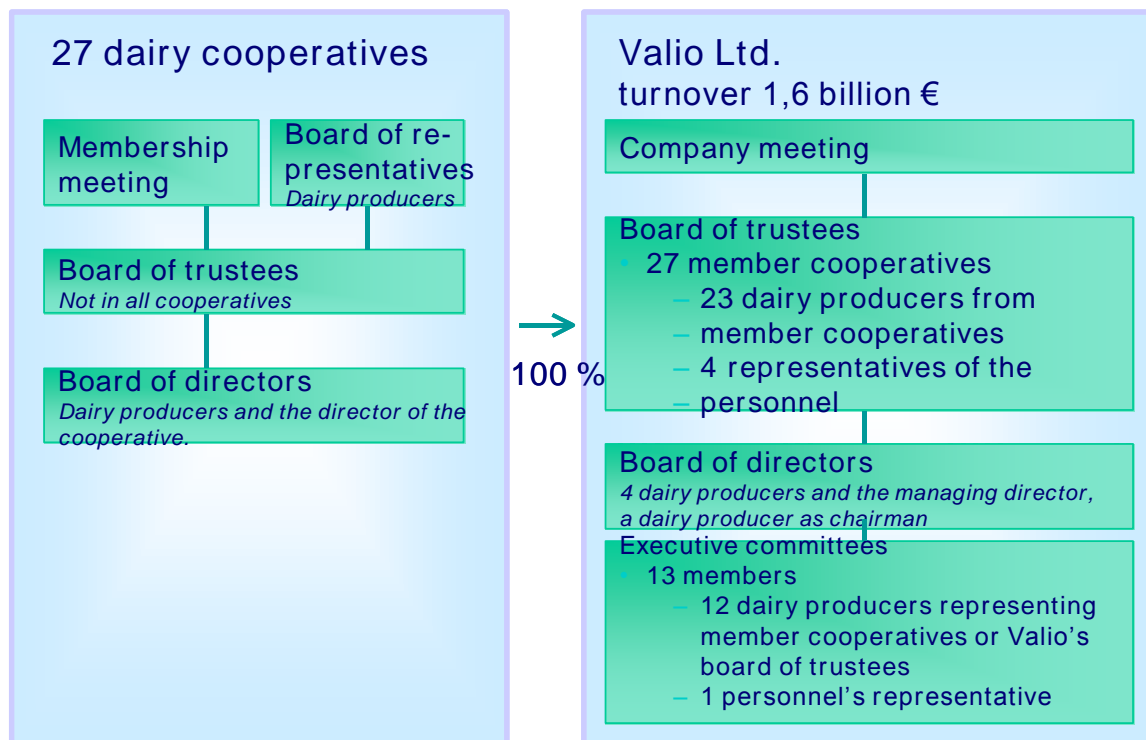 27 dairy cooperatives
Membership
meeting
Board of re-
presentatives
Dairy producers
Board of trustees
Not in all cooperatives
Board of directors
Dairy producers and the director of the
cooperative.
100 %
Valio Ltd.
turnover 1,6 billion €
Company meeting
Board of trustees
• 27 member cooperatives
– 23 dairy producers from
– member cooperatives
– 4 representatives of the
– personnel
Board of directors
4 dairy producers and the managing director,
a dairy producer as chairman
Executive committees
• 13 members
– 12 dairy producers representing
member cooperatives or Valio’s
board of trustees
– 1 personnel’s representative